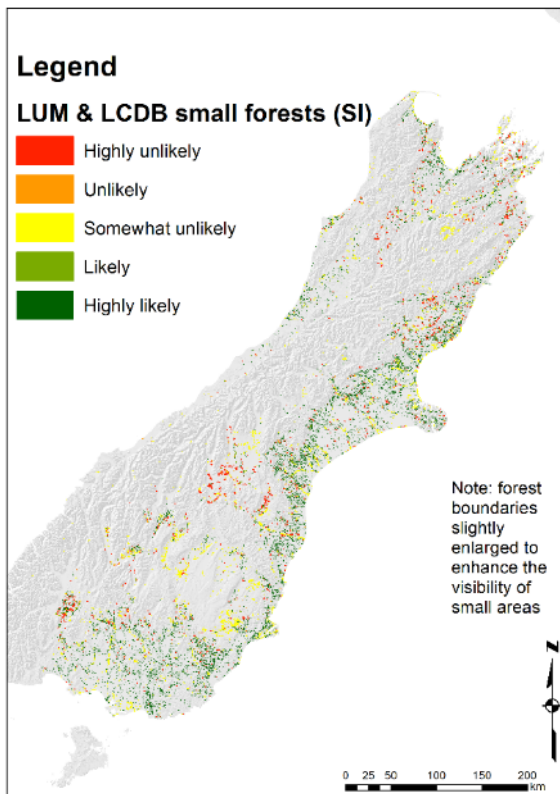 Legend
LUM & LCDB small forests (SI)
Highly unlikely
Unlikely
Somewhat unlikely
Likely
Highly likely
Note: forest
boundaries
slightly
enlarged to
enhance the
visibility of
small areas
N
0 25 50 100 150 200
km